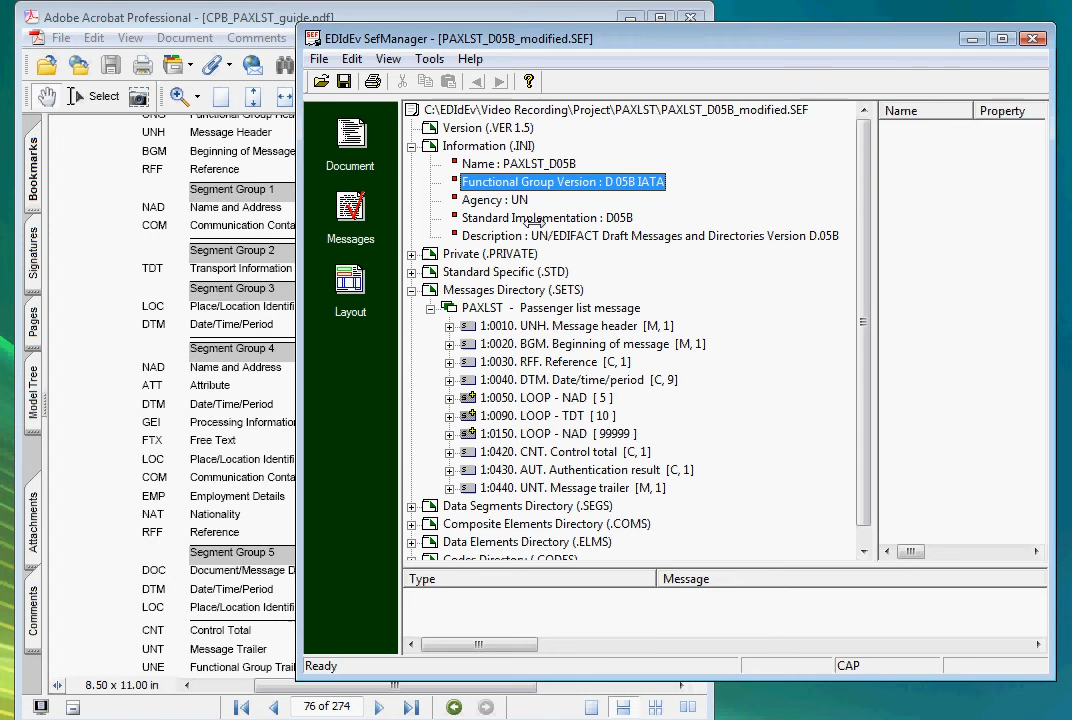 Adobe Acrobat Professional - [CPB_PAXLST_guide.pdf]
File Edit View Document Comments
Select
Bookmarks
Signatures
Pages
Model Tree
Attachments
Comments
UNH Message Header
BGM Beginning of Message
RFF Reference
Segment Group 1
NAD Name and Address
COM Communication Conta
Segment Group 2
TDT Transport Information
Segment Group 3
LOC Place/Location Identifi
DTM Date/Time/Period
Segment Group 4
NAD Name and Address
ATT Attribute
DTM Date/Time/Period
GEI Processing Informatio
FTX Free Text
LOC Place/Location Identifi
COM Communication Conta
EMP Employment Details
NAT Nationality
RFF Reference
Segment Group 5
DOC Document/Message D
DTM Date/Time/Period
LOC Place/Location Identifi
CNT Control Total
UNT Message Trailer
UNE Functional Group Trail
8.50 x 11.00 in
76 of 274
EDIdEv SefManager - [PAXLST_D05B_modified.SEF]
File Edit View Tools Help
Document
Messages
Layout
C:\EDIdEv\Video Recording\Project\PAXLST\PAXLST_D05B_modified.SEF
Version (.VER 1.5)
Information (.INI)
Name : PAXLST_D05B
Functional Group Version : D 05B IATA
Agency : UN
Standard Implementation : D05B
Description : UN/EDIFACT Draft Messages and Directories Version D.05B
Private (.PRIVATE)
Standard Specific (.STD)
Messages Directory (.SETS)
PAXLST - Passenger list message
1:0010. UNH. Message header [M, 1]
1:0020. BGM. Beginning of message [M, 1]
1:0030. RFF. Reference [C, 1]
1:0040. DTM. Date/time/period [C, 9]
1:0050. LOOP - NAD [ 5 ]
1:0090. LOOP - TDT [ 10 ]
1:0150. LOOP - NAD [ 99999 ]
1:0420. CNT. Control total [C, 1]
1:0430. AUT. Authentication result [C, 1]
1:0440. UNT. Message trailer [M, 1]
Data Segments Directory (.SEGS)
Composite Elements Directory (.COMS)
Data Elements Directory (.ELMS)
Codes Directory (.CODES)
Name Property
Type Message
Ready CAP